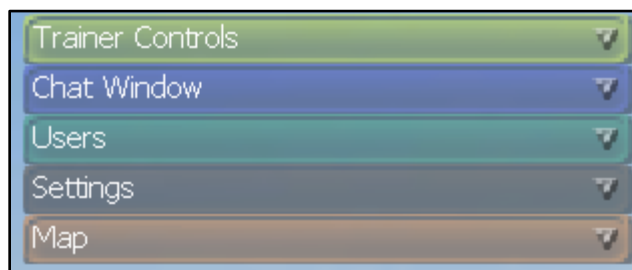 Trainer Controls
Chat Window
Users
Settings
Map